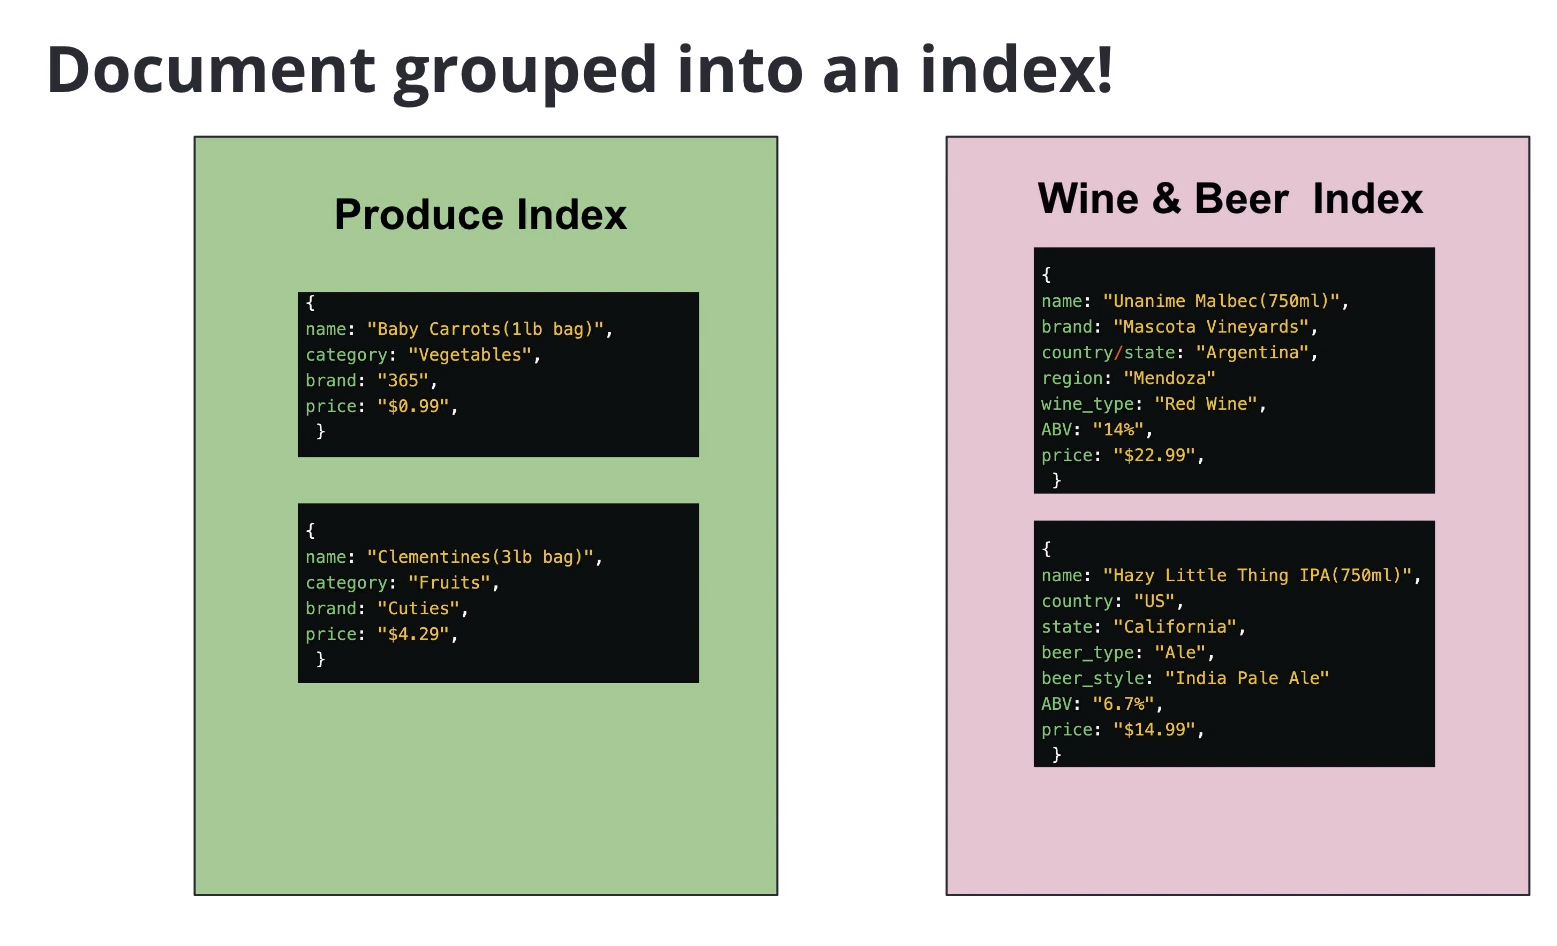 Document grouped into an index!
Produce Index
{
name: "Baby Carrots(1lb bag)",
category: "Vegetables",
brand: "365",
price: "$0.99",
}
{
name: "Clementines(3lb bag)",
category: "Fruits",
brand: "Cuties",
price: "$4.29",
}
Wine & Beer  Index
{
name: "Unanime Malbec(750ml)",
brand: "Mascota Vineyards",
country/state: "Argentina",
region: "Mendoza"
wine_type: "Red Wine",
ABV: "14%",
price: "$22.99",
}
{
name: "Hazy Little Thing IPA(750ml)",
country: "US",
state: "California",
beer_type: "Ale",
beer_style: "India Pale Ale"
ABV: "6.7%",
price: "$14.99",
}